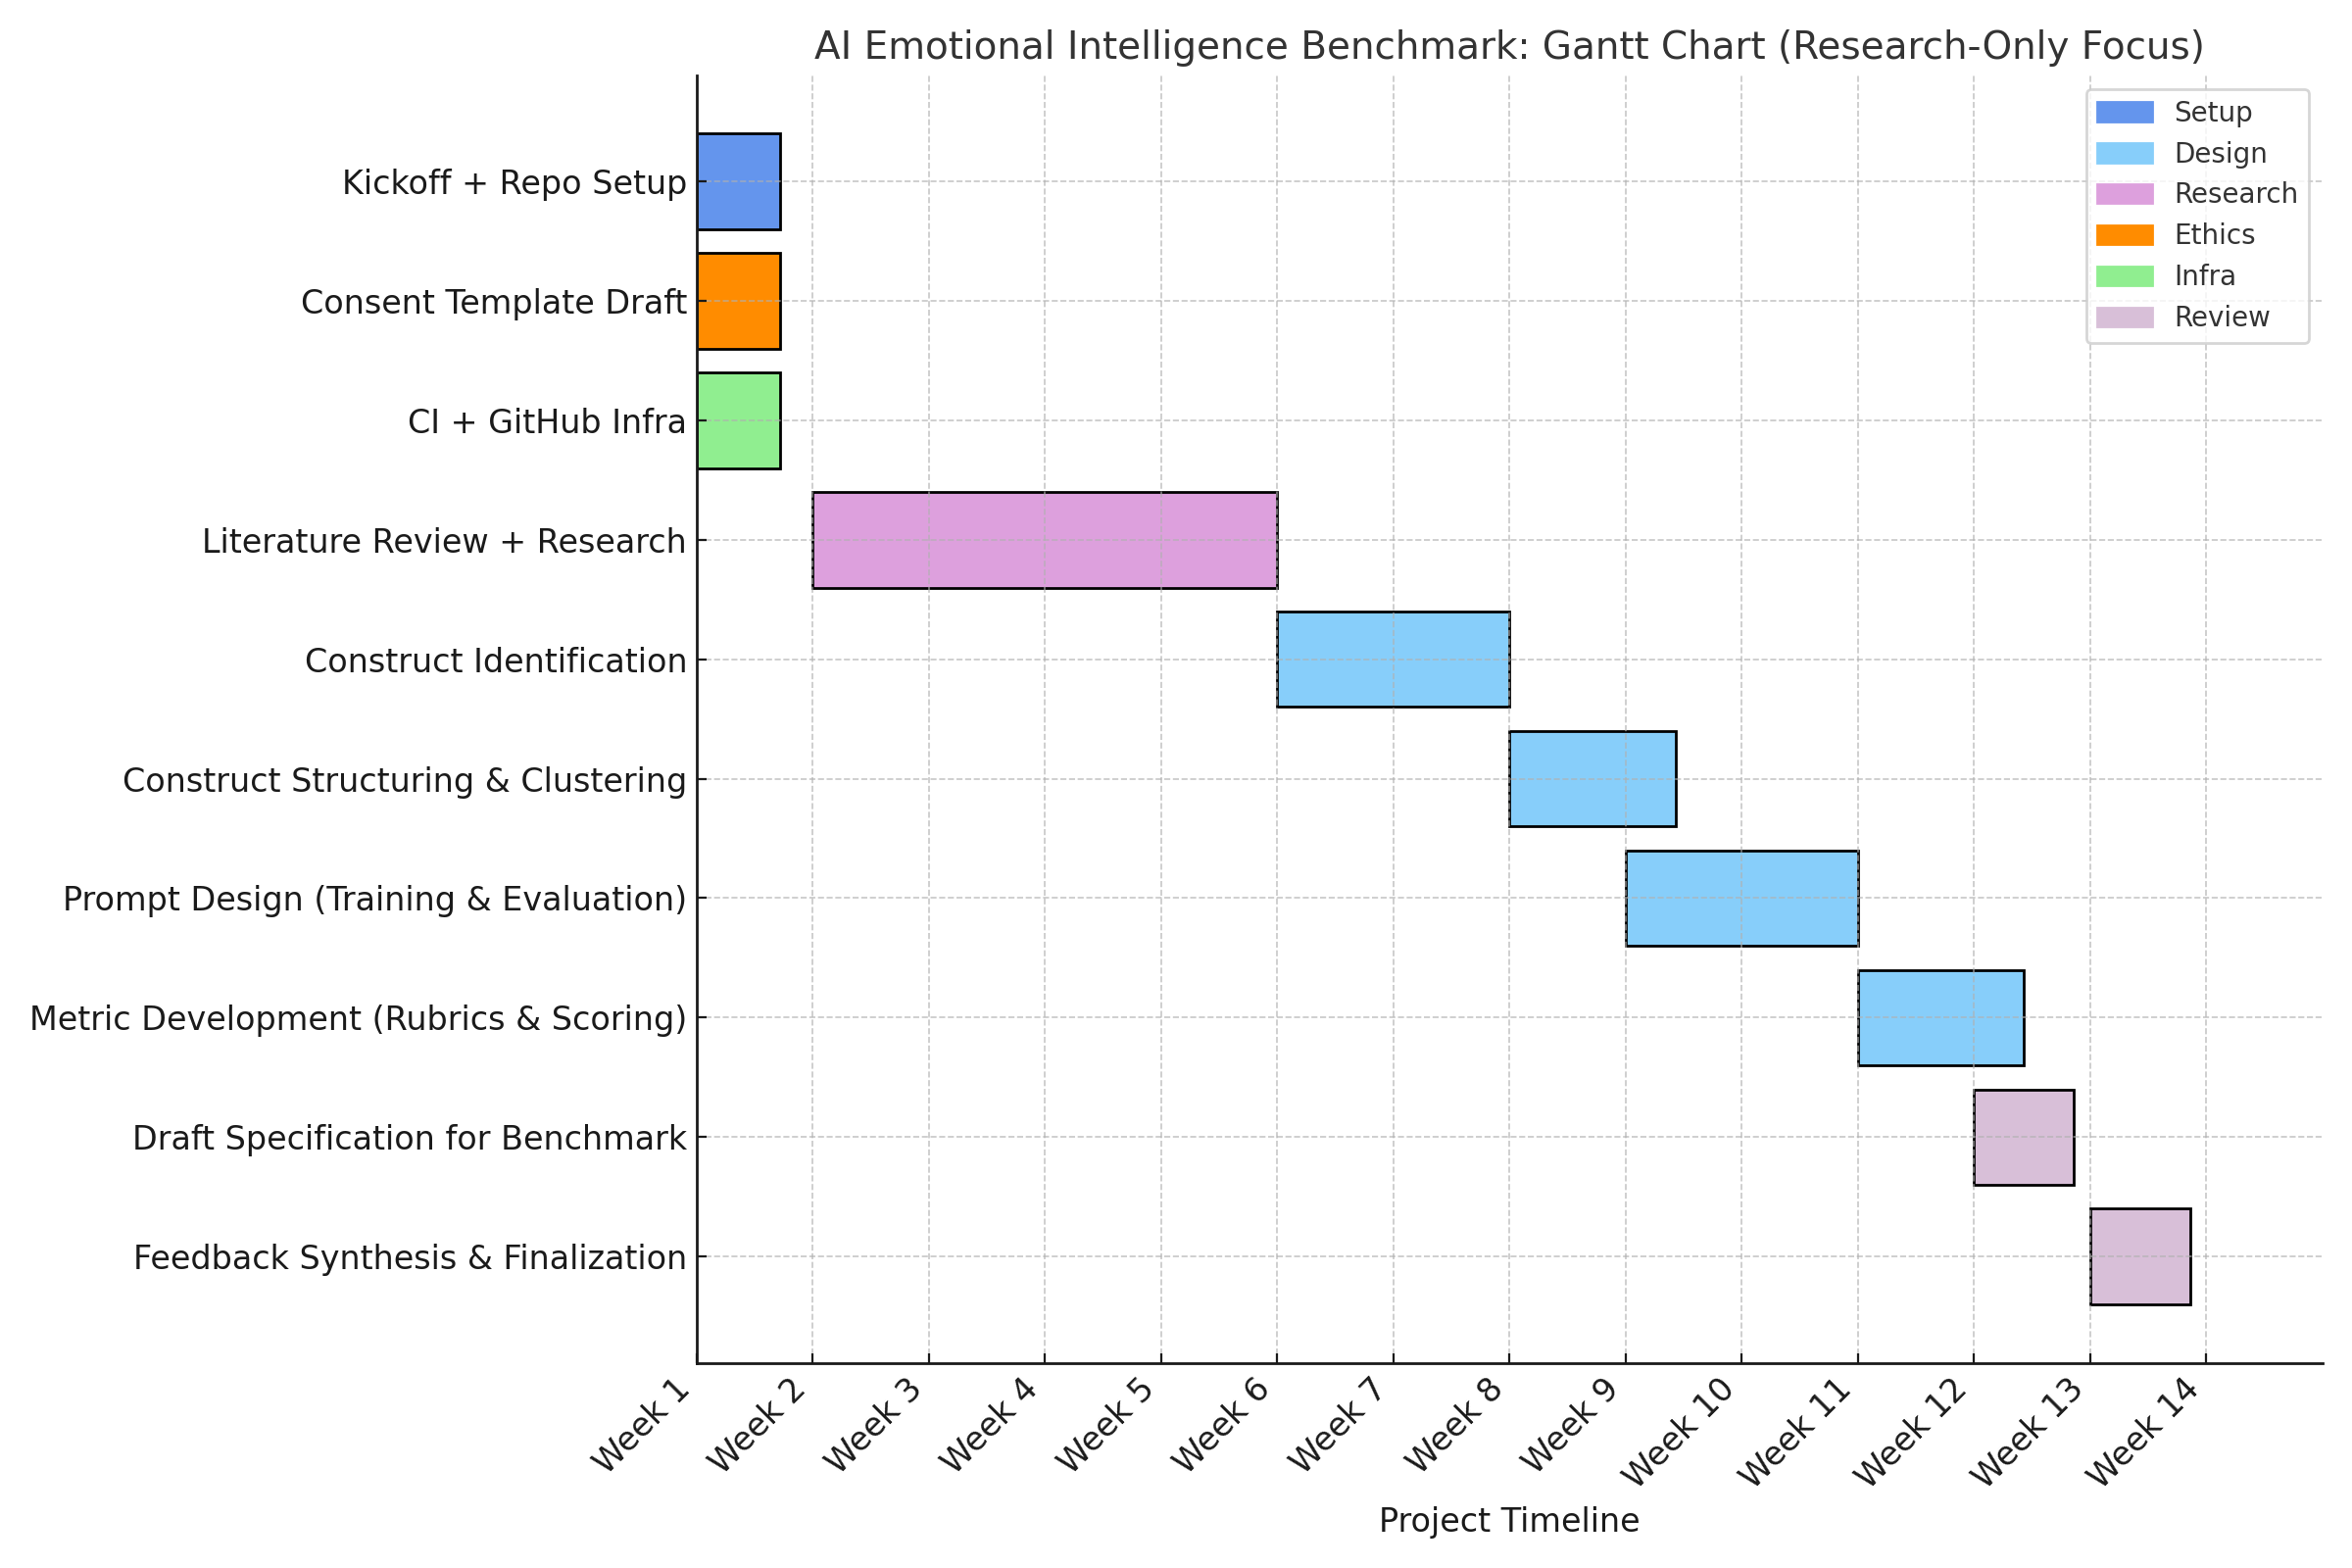 AI Emotional Intelligence Benchmark: Gantt Chart (Research-Only Focus)
Setup
Design
Research
Ethics
Infra
Review
Kickoff + Repo Setup
Consent Template Draft
CI + GitHub Infra
Literature Review + Research
Construct Identification
Construct Structuring & Clustering
Prompt Design (Training & Evaluation)
Metric Development (Rubrics & Scoring)
Draft Specification for Benchmark
Feedback Synthesis & Finalization
Week 1
Week 2
Week 3
Week 4
Week 5
Week 6
Week 7
Week 8
Week 9
Week 10
Week 11
Week 12
Week 13
Week 14
Project Timeline